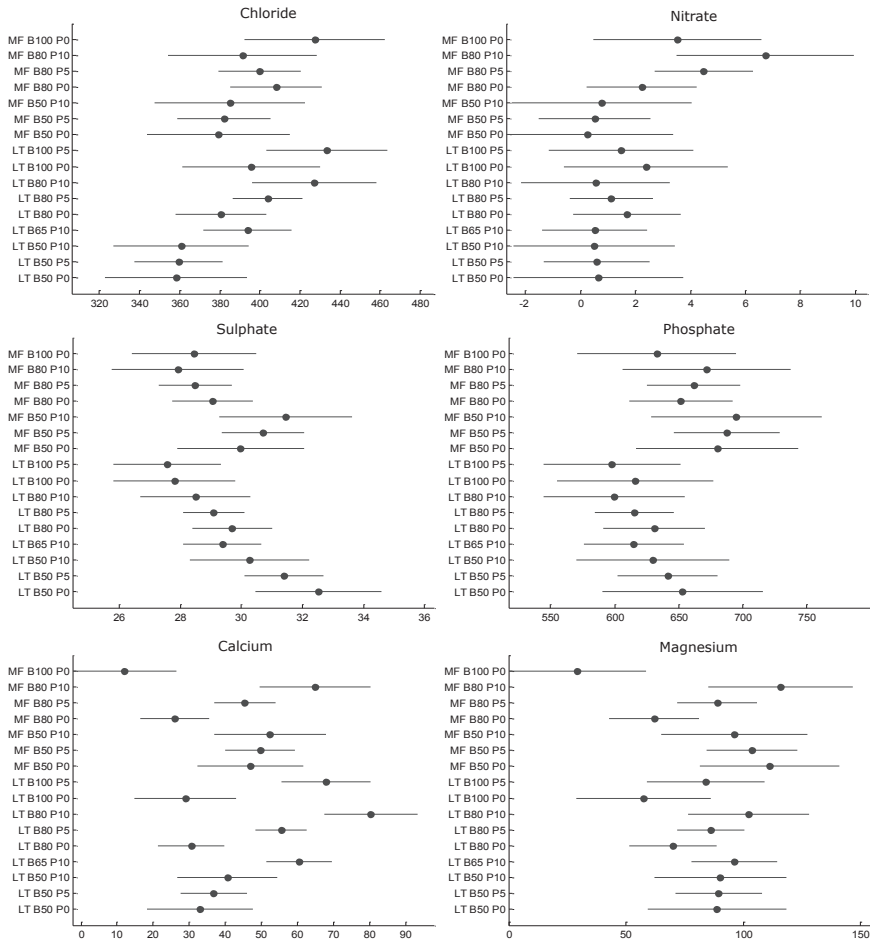 Chloride
MF B100 P0
MF B80 P10
MF B80 P5
MF B80 P0
MF B50 P10
MF B50 P5
MF B50 P0
LT B100 P5
LT B100 P0
LT B80 P10
LT B80 P5
LT B80 P0
LT B65 P10
LT B50 P10
LT B50 P5
LT B50 P0
320 340 360 380 400 420 440 460 480
Nitrate
MF B100 P0
MF B80 P10
MF B80 P5
MF B80 P0
MF B50 P10
MF B50 P5
MF B50 P0
LT B100 P5
LT B100 P0
LT B80 P10
LT B80 P5
LT B80 P0
LT B65 P10
LT B50 P10
LT B50 P5
LT B50 P0
-2 0 2 4 6 8 10
Sulphate
MF B100 P0
MF B80 P10
MF B80 P5
MF B80 P0
MF B50 P10
MF B50 P5
MF B50 P0
LT B100 P5
LT B100 P0
LT B80 P10
LT B80 P5
LT B80 P0
LT B65 P10
LT B50 P10
LT B50 P5
LT B50 P0
26 28 30 32 34 36
Phosphate
MF B100 P0
MF B80 P10
MF B80 P5
MF B80 P0
MF B50 P10
MF B50 P5
MF B50 P0
LT B100 P5
LT B100 P0
LT B80 P10
LT B80 P5
LT B80 P0
LT B65 P10
LT B50 P10
LT B50 P5
LT B50 P0
550 600 650 700 750
Calcium
MF B100 P0
MF B80 P10
MF B80 P5
MF B80 P0
MF B50 P10
MF B50 P5
MF B50 P0
LT B100 P5
LT B100 P0
LT B80 P10
LT B80 P5
LT B80 P0
LT B65 P10
LT B50 P10
LT B50 P5
LT B50 P0
0 10 20 30 40 50 60 70 80 90
Magnesium
MF B100 P0
MF B80 P10
MF B80 P5
MF B80 P0
MF B50 P10
MF B50 P5
MF B50 P0
LT B100 P5
LT B100 P0
LT B80 P10
LT B80 P5
LT B80 P0
LT B65 P10
LT B50 P10
LT B50 P5
LT B50 P0
0 50 100 150